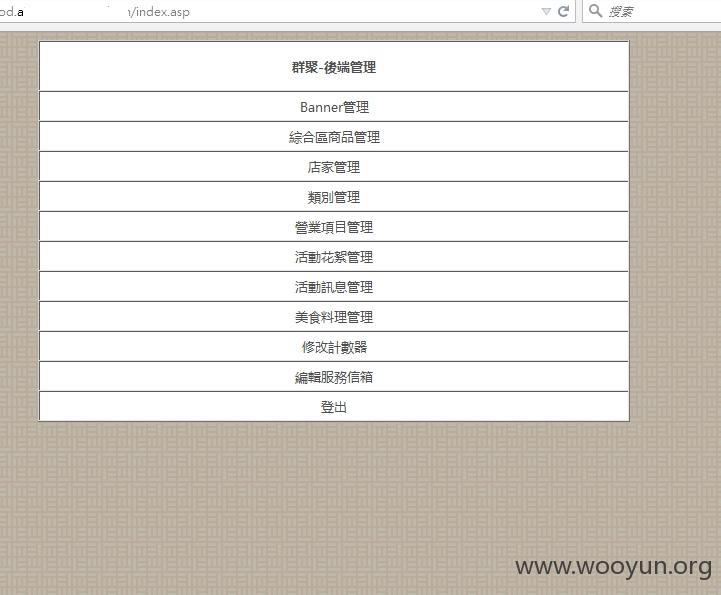 od.a
/index.asp
搜索
群聚-後端管理
Banner管理
綜合區商品管理
店家管理
類別管理
營業項目管理
活動花絮管理
活動訊息管理
美食料理管理
修改計數器
編輯服務信箱
登出
www.wooyun.org